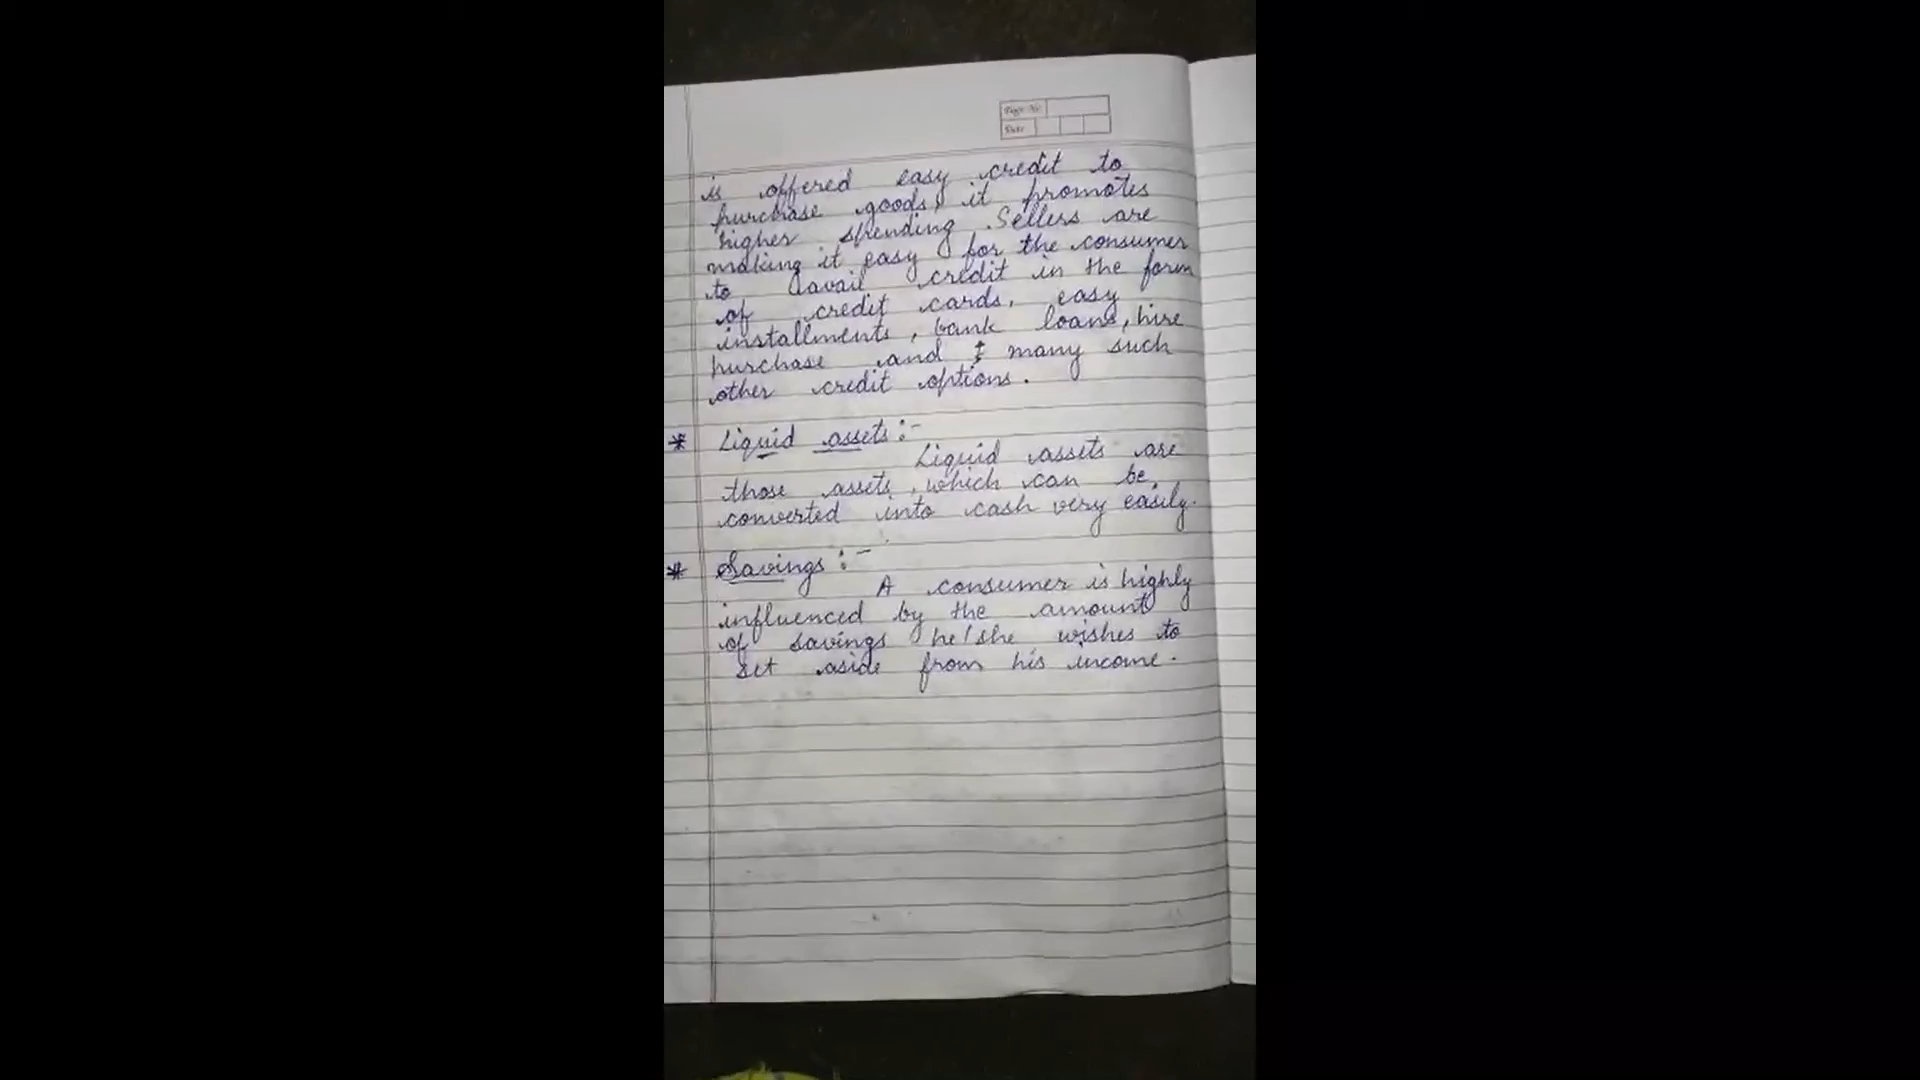 Page No.
Date
is offered easy credit to
purchase goods, it promotes
higher spending. Sellers are
making it easy for the consumer
to avail credit in the form
of credit cards, easy
installments, bank loans, hire
purchase and many such
other credit options.
* Liquid assets :-
Liquid assets are
those assets, which can be
converted into cash very easily.
* Savings :-
A consumer is highly
influenced by the amount
of savings he/she wishes to
set aside from his income.